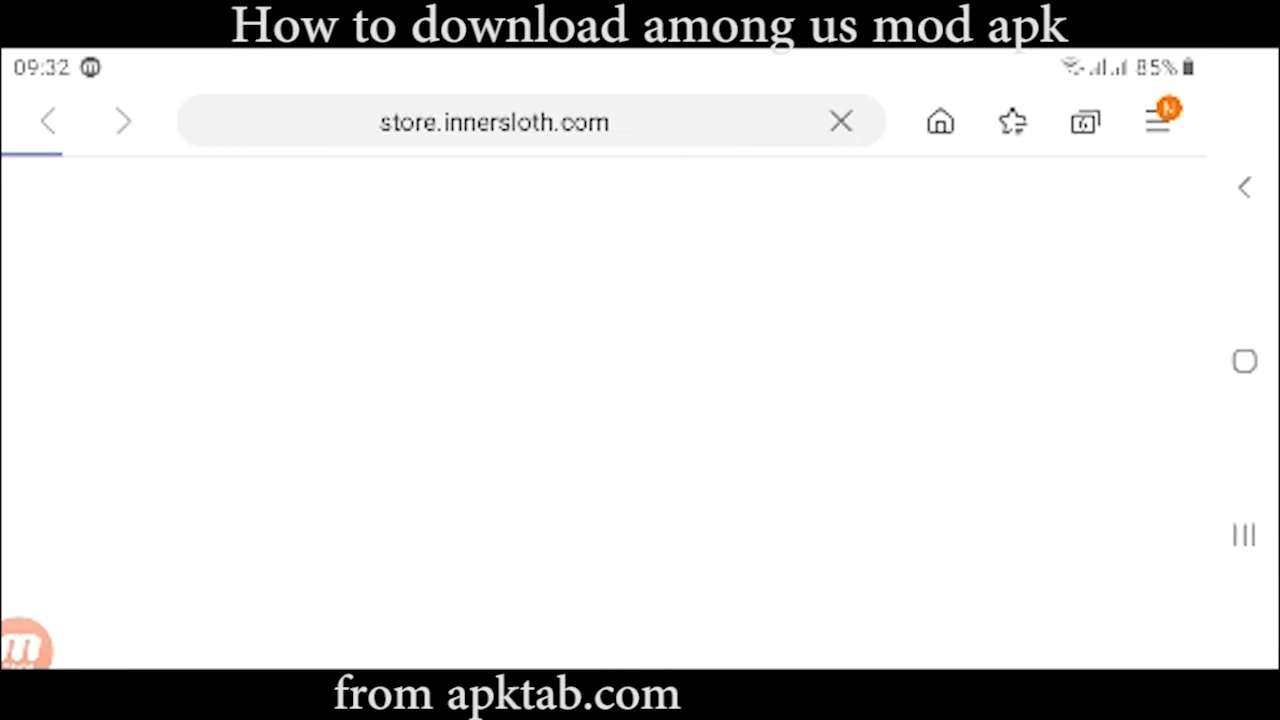 How to download among us mod apk
09:32 m 85%
store.innersloth.com
N
m
from apktab.com